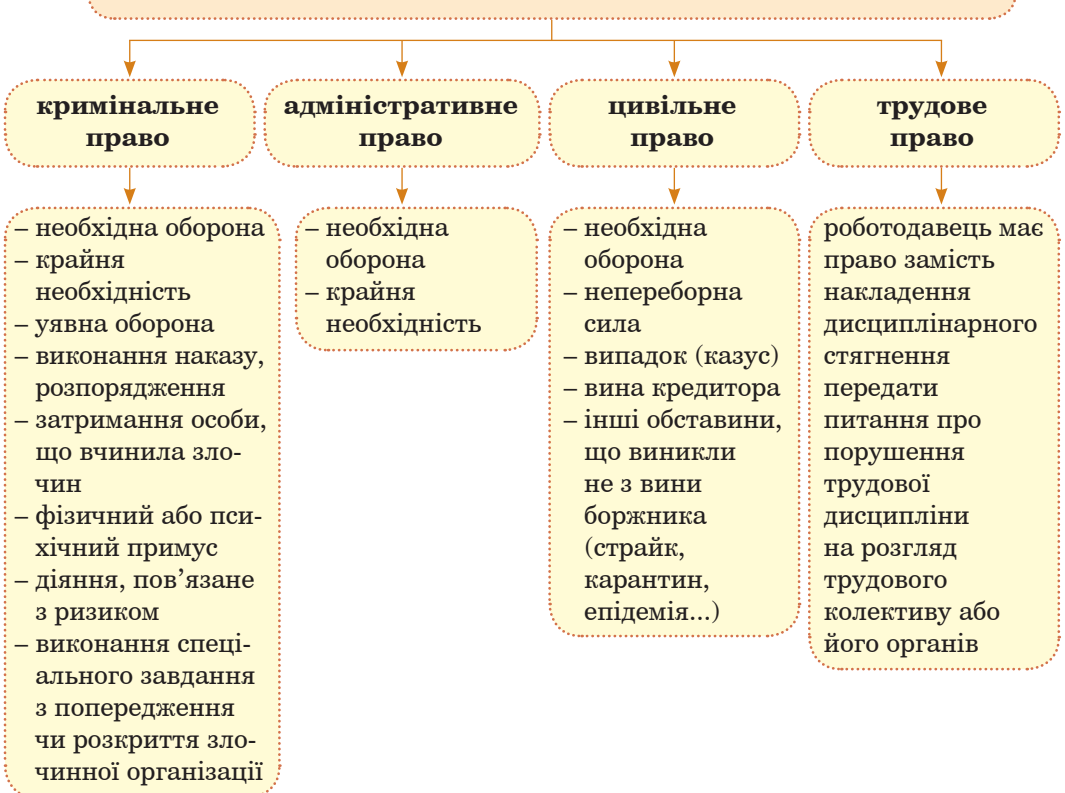 кримінальне
право
адміністративне
право
цивільне
право
трудове
право
– необхідна оборона
– крайня
необхідність
– уявна оборона
– виконання наказу,
розпорядження
– затримання особи,
що вчинила зло-
чин
– фізичний або пси-
хічний примус
– діяння, пов’язане
з ризиком
– виконання спеці-
ального завдання
з попередження
чи розкриття зло-
чинної організації
– необхідна
оборона
– крайня
необхідність
– необхідна
оборона
– непереборна
сила
– випадок (казус)
– вина кредитора
– інші обставини,
що виникли
не з вини
боржника
(страйк,
карантин,
епідемія...)
роботодавець має
право замість
накладення
дисциплінарного
стягнення
передати
питання про
порушення
трудової
дисципліни
на розгляд
трудового
колективу або
його органів